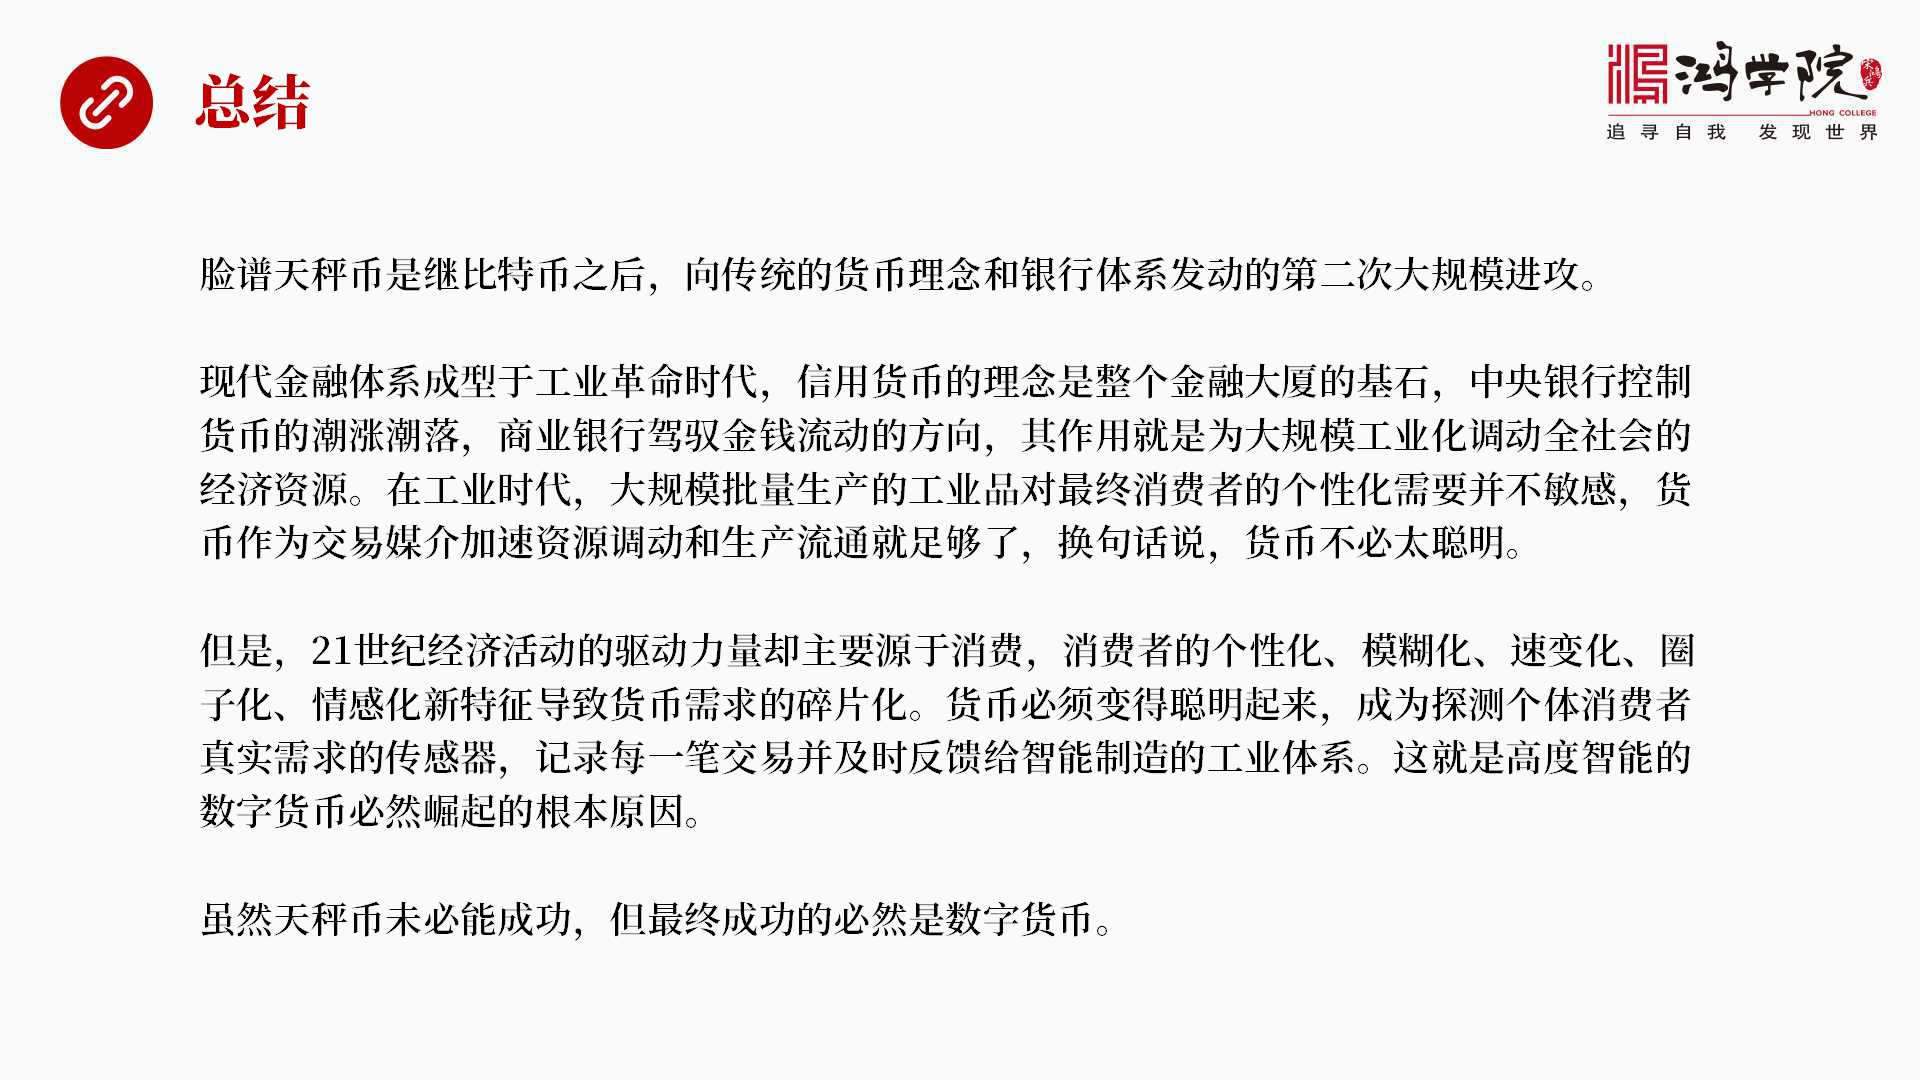 总结
鸿学院
宋鸿兵
HONG COLLEGE
追寻自我 发现世界
脸谱天秤币是继比特币之后，向传统的货币理念和银行体系发动的第二次大规模进攻。
现代金融体系成型于工业革命时代，信用货币的理念是整个金融大厦的基石，中央银行控制
货币的潮涨潮落，商业银行驾驭金钱流动的方向，其作用就是为大规模工业化调动全社会的
经济资源。在工业时代，大规模批量生产的工业品对最终消费者的个性化需要并不敏感，货
币作为交易媒介加速资源调动和生产流通就足够了，换句话说，货币不必太聪明。
但是，21世纪经济活动的驱动力量却主要源于消费，消费者的个性化、模糊化、速变化、圈
子化、情感化新特征导致货币需求的碎片化。货币必须变得聪明起来，成为探测个体消费者
真实需求的传感器，记录每一笔交易并及时反馈给智能制造的工业体系。这就是高度智能的
数字货币必然崛起的根本原因。
虽然天秤币未必能成功，但最终成功的必然是数字货币。